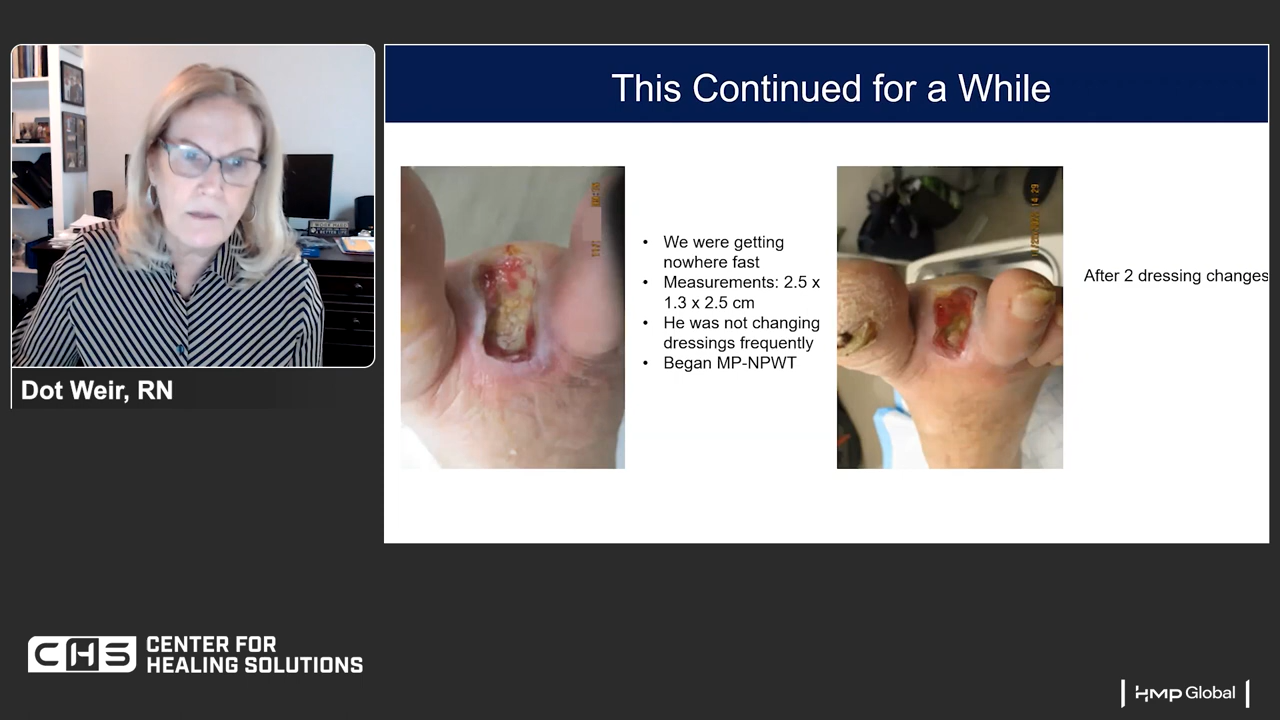 This Continued for a While
• We were getting
nowhere fast
• Measurements: 2.5 x
1.3 x 2.5 cm
• He was not changing
dressings frequently
• Began MP-NPWT
14:29
After 2 dressing changes
Dot Weir, RN
CHS CENTER FOR
HEALING SOLUTIONS
HMP Global